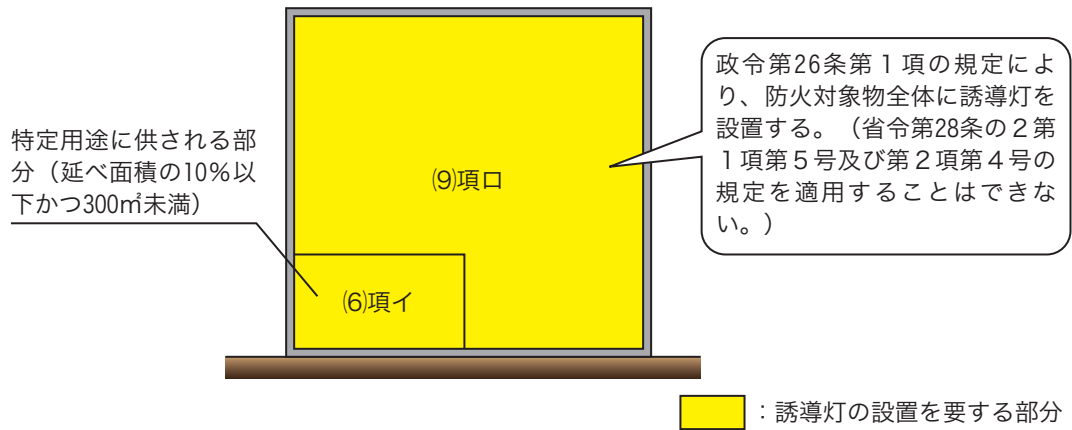 政令第26条第1項の規定によ
り、防火対象物全体に誘導灯を
設置する。(省令第28条の2第
1項第5号及び第2項第4号の
規定を適用することはできな
い。)
特定用途に供される部
分(延べ面積の10%以
下かつ300㎡未満)
⑼項ロ
⑹項イ
:誘導灯の設置を要する部分